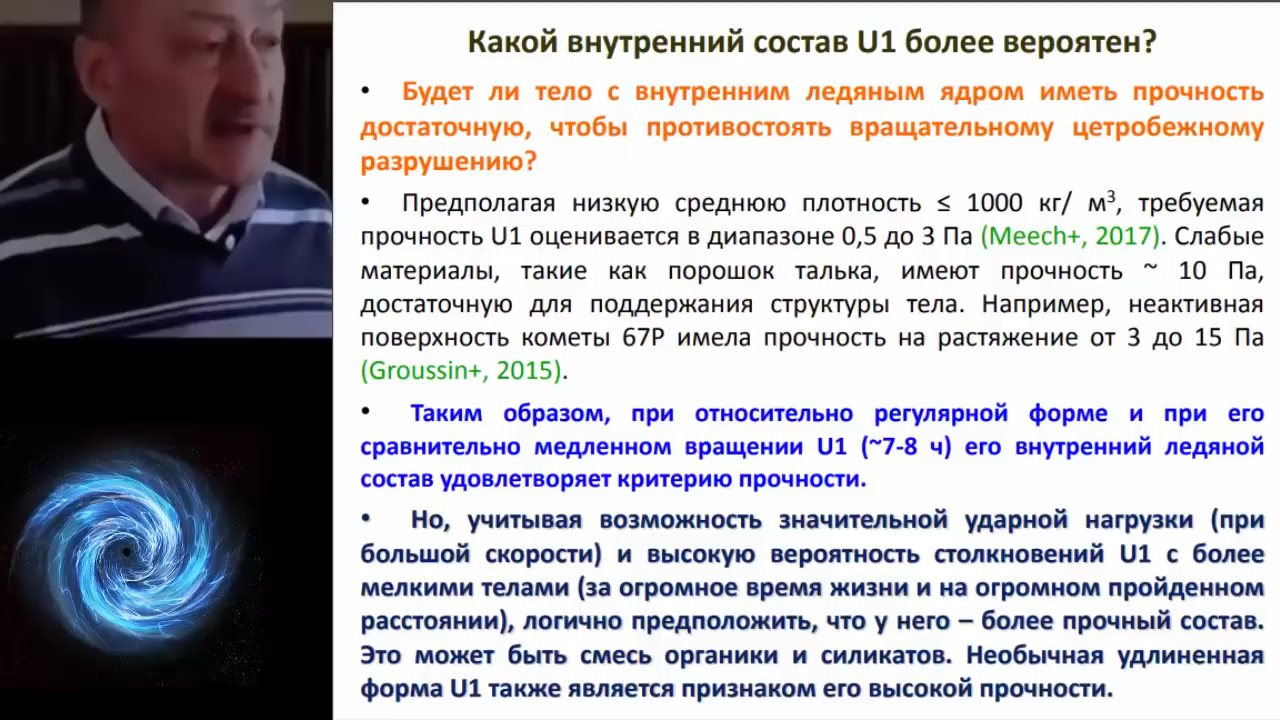 Какой внутренний состав U1 более вероятен?
• Будет ли тело с внутренним ледяным ядром иметь прочность
достаточную, чтобы противостоять вращательному цетробежному
разрушению?
• Предполагая низкую среднюю плотность ≤ 1000 кг/ м³, требуемая
прочность U1 оценивается в диапазоне 0,5 до 3 Па (Meech+, 2017). Слабые
материалы, такие как порошок талька, имеют прочность ~ 10 Па,
достаточную для поддержания структуры тела. Например, неактивная
поверхность кометы 67P имела прочность на растяжение от 3 до 15 Па
(Groussin+, 2015).
• Таким образом, при относительно регулярной форме и при его
сравнительно медленном вращении U1 (~7-8 ч) его внутренний ледяной
состав удовлетворяет критерию прочности.
• Но, учитывая возможность значительной ударной нагрузки (при
большой скорости) и высокую вероятность столкновений U1 с более
мелкими телами (за огромное время жизни и на огромном пройденном
расстоянии), логично предположить, что у него – более прочный состав.
Это может быть смесь органики и силикатов. Необычная удлиненная
форма U1 также является признаком его высокой прочности.